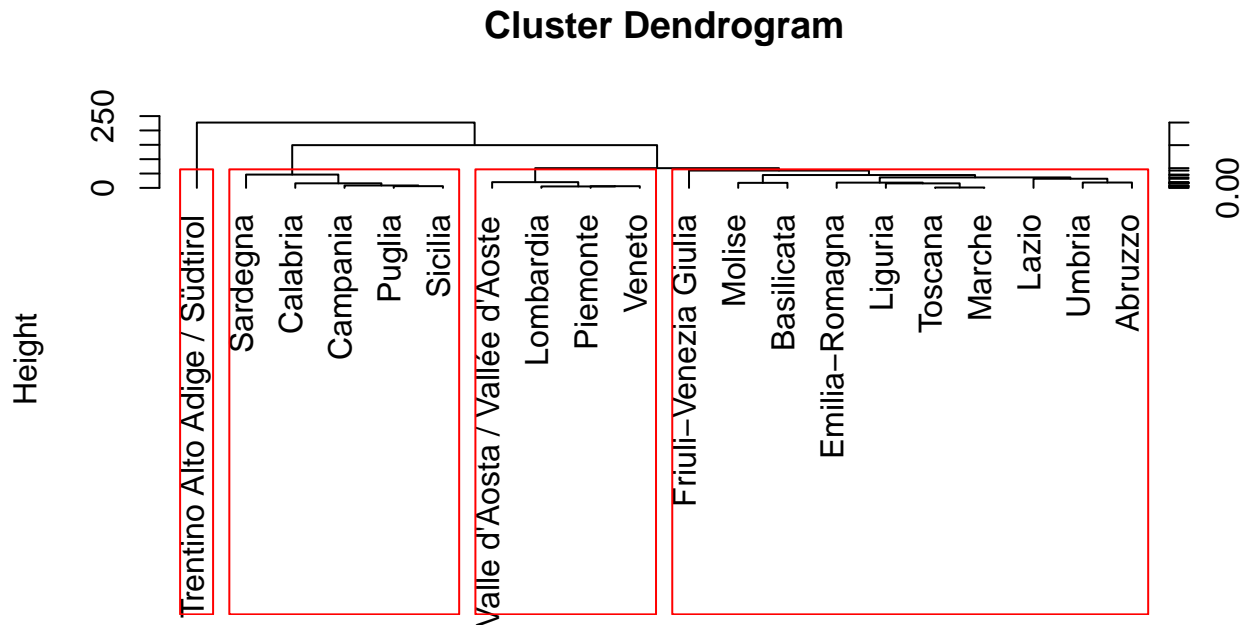 Cluster Dendrogram
Height
250
0
0.00
Trentino Alto Adige / Südtirol
Sardegna
Calabria
Campania
Puglia
Sicilia
Valle d'Aosta / Vallée d'Aoste
Lombardia
Piemonte
Veneto
Friuli−Venezia Giulia
Molise
Basilicata
Emilia−Romagna
Liguria
Toscana
Marche
Lazio
Umbria
Abruzzo